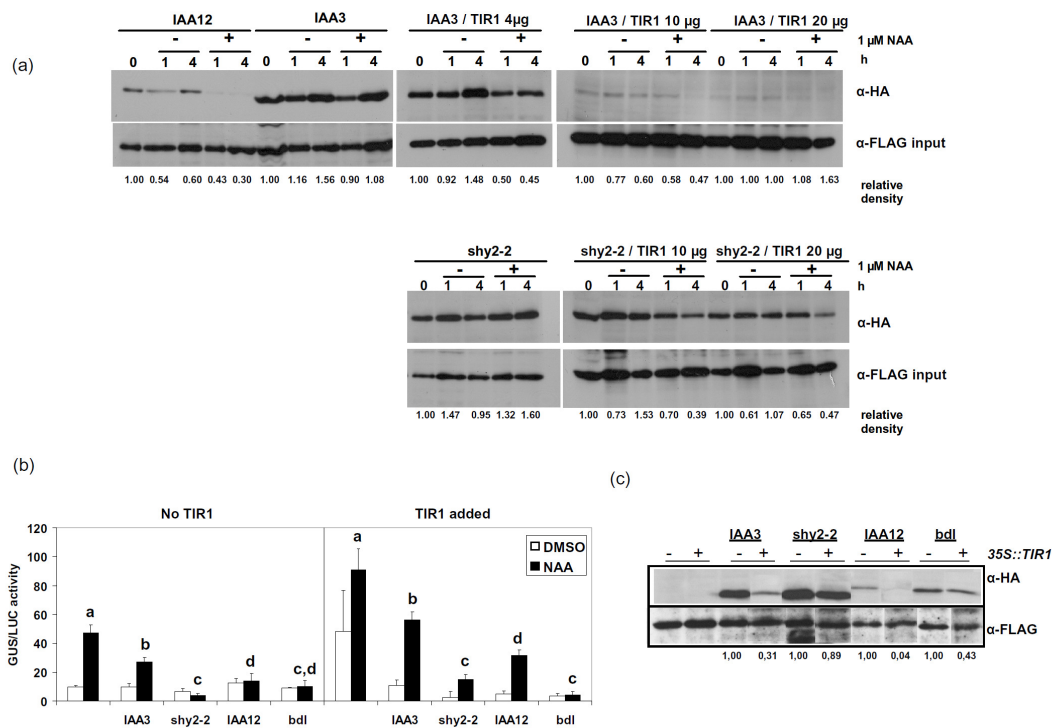 (a)
IAA12 IAA3 IAA3 / TIR1 4µg IAA3 / TIR1 10 µg IAA3 / TIR1 20 µg
- + - + - + - + - + 1 µM NAA
0 1 4 1 4 0 1 4 1 4 0 1 4 1 4 0 1 4 1 4 0 1 4 1 4 h
α-HA
α-FLAG input
1.00 0.54 0.60 0.43 0.30 1.00 1.16 1.56 0.90 1.08 1.00 0.92 1.48 0.50 0.45 1.00 0.77 0.60 0.58 0.47 1.00 1.00 1.00 1.08 1.63 relative
density
shy2-2 shy2-2 / TIR1 10 µg shy2-2 / TIR1 20 µg
- + - + - + 1 µM NAA
0 1 4 1 4 0 1 4 1 4 0 1 4 1 4 h
α-HA
α-FLAG input
1.00 1.47 0.95 1.32 1.60 1.00 0.73 1.53 0.70 0.39 1.00 0.61 1.07 0.65 0.47 relative
density
(b)
No TIR1 TIR1 added
GUS/LUC activity
120
100
80
60
40
20
0
DMSO
NAA
a b c d c,d a b c d c
IAA3 shy2-2 IAA12 bdl IAA3 shy2-2 IAA12 bdl
(c)
IAA3 shy2-2 IAA12 bdl
- + - + - + - + - + 35S::TIR1
α-HA
α-FLAG
1,00 0,31 1,00 0,89 1,00 0,04 1,00 0,43